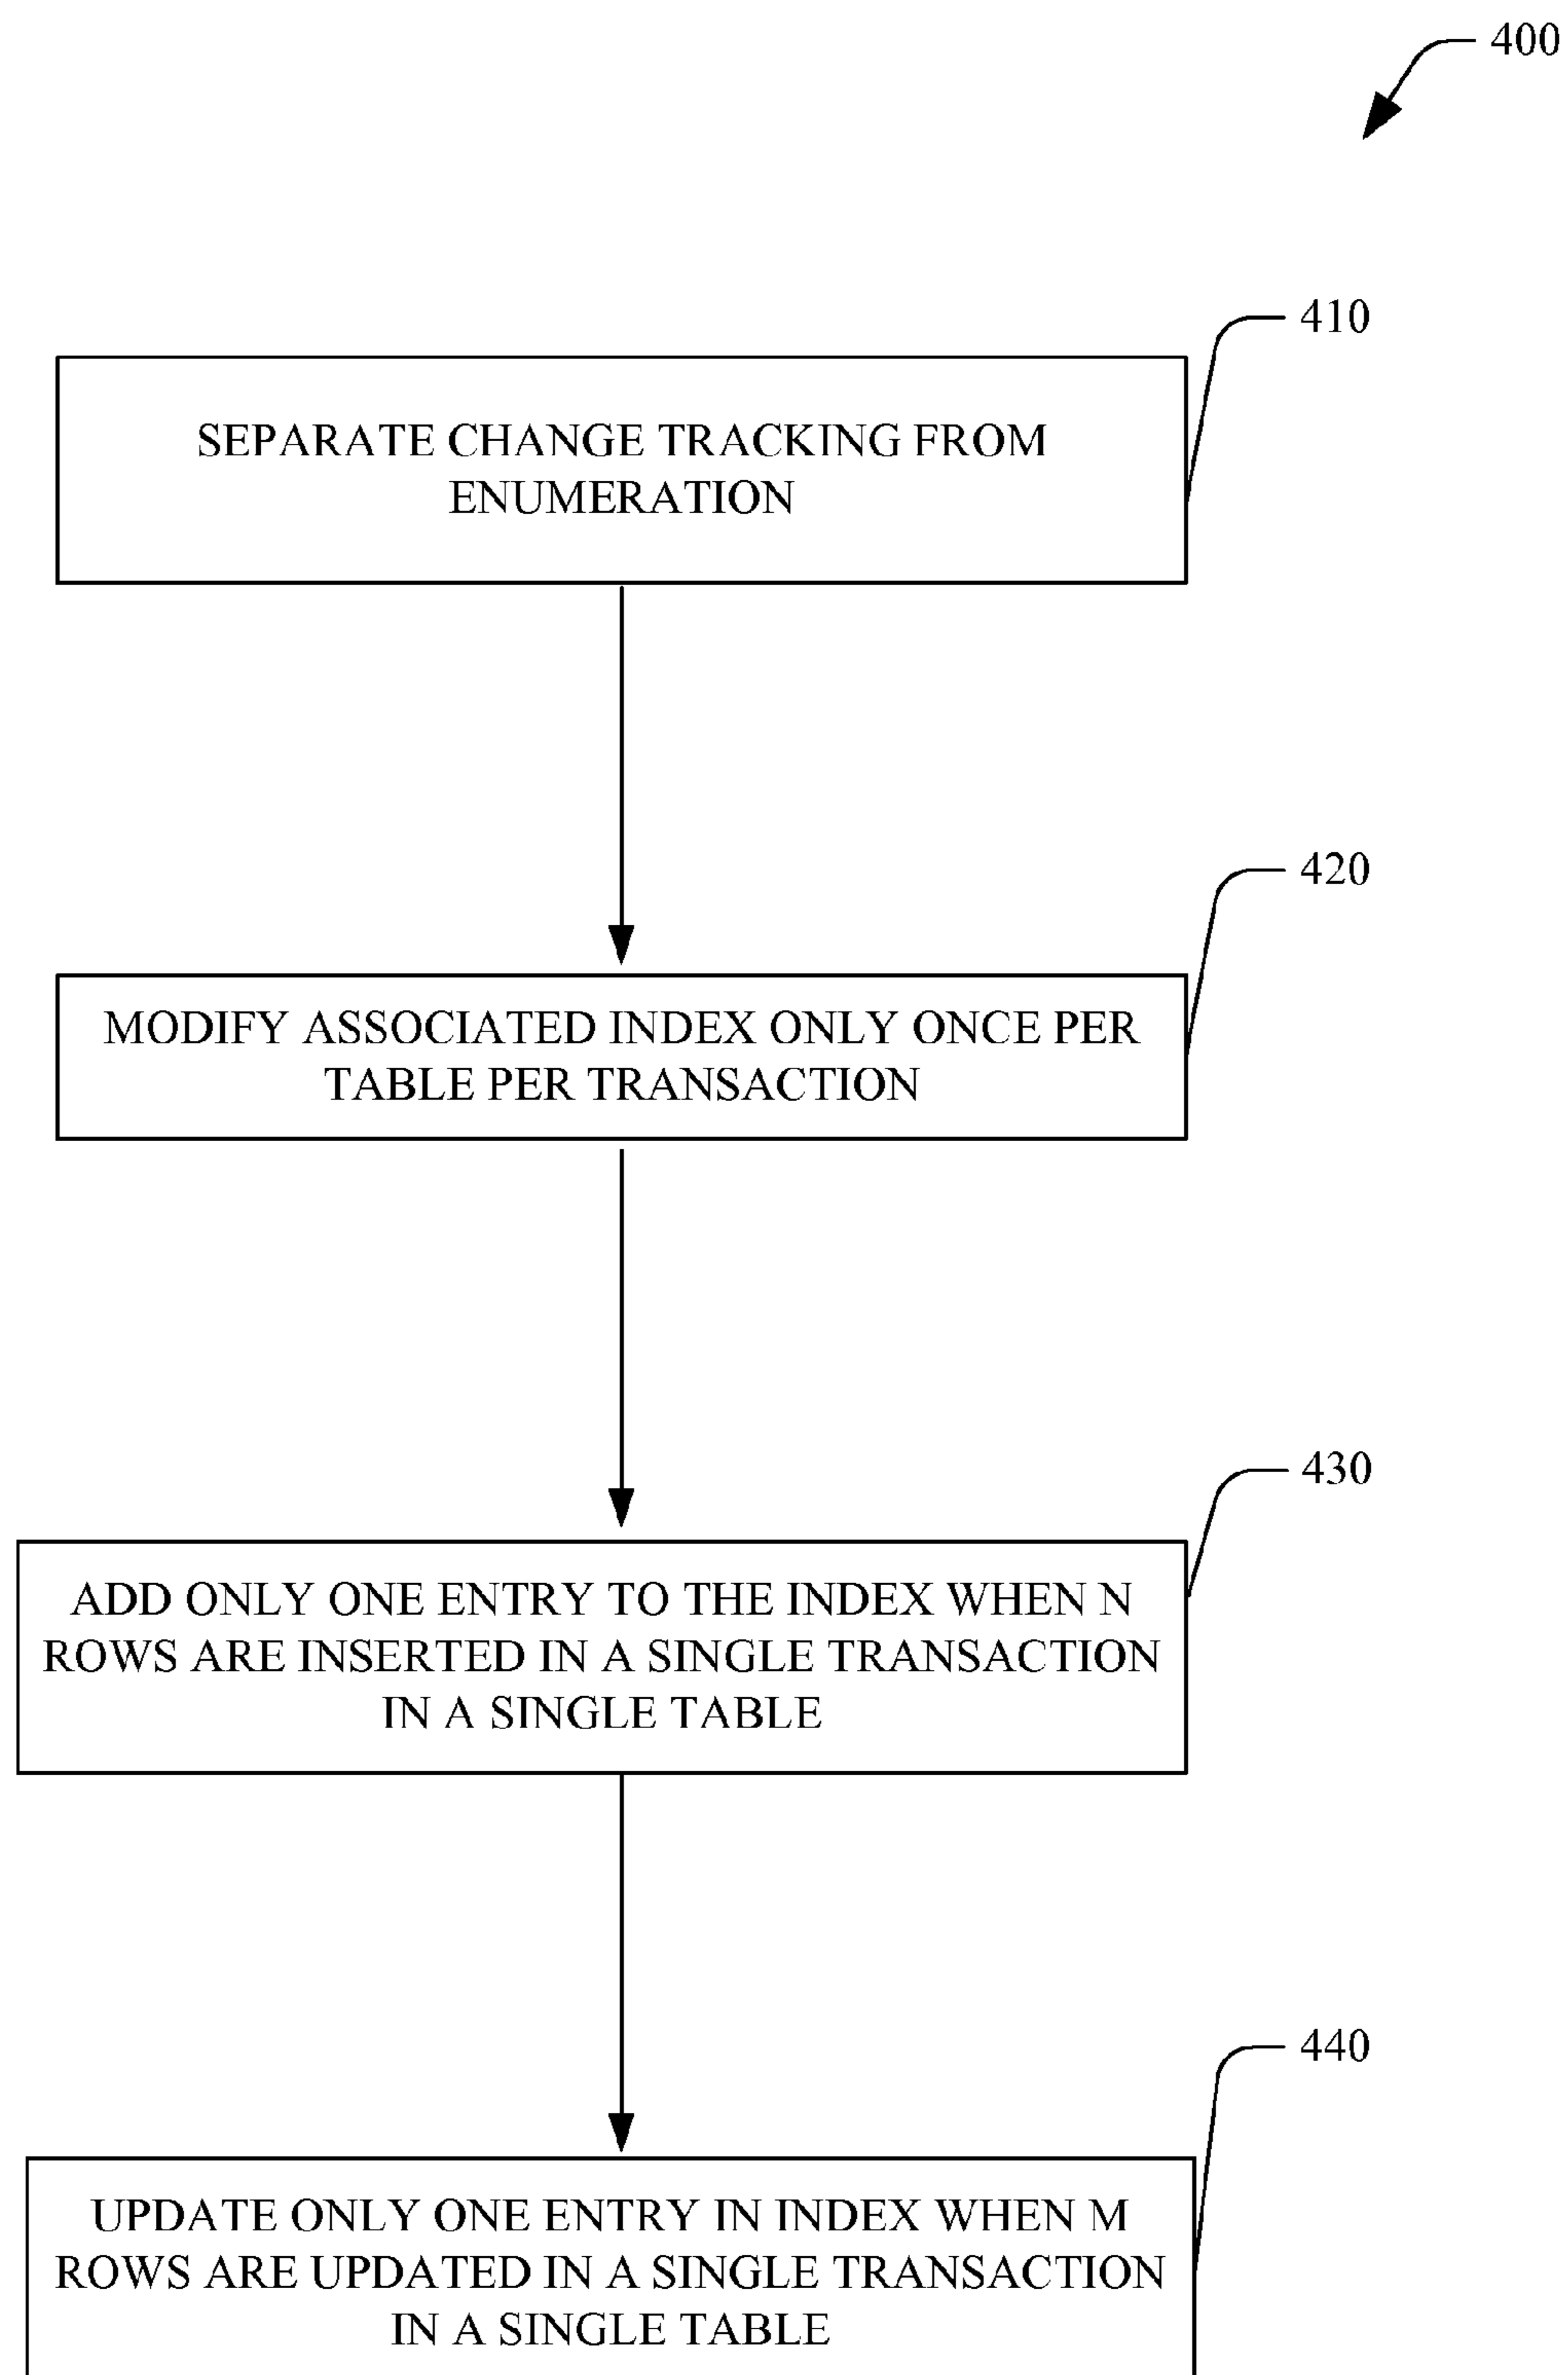 400
410
SEPARATE CHANGE TRACKING FROM
ENUMERATION
420
MODIFY ASSOCIATED INDEX ONLY ONCE PER
TABLE PER TRANSACTION
430
ADD ONLY ONE ENTRY TO THE INDEX WHEN N
ROWS ARE INSERTED IN A SINGLE TRANSACTION
IN A SINGLE TABLE
440
UPDATE ONLY ONE ENTRY IN INDEX WHEN M
ROWS ARE UPDATED IN A SINGLE TRANSACTION
IN A SINGLE TABLE